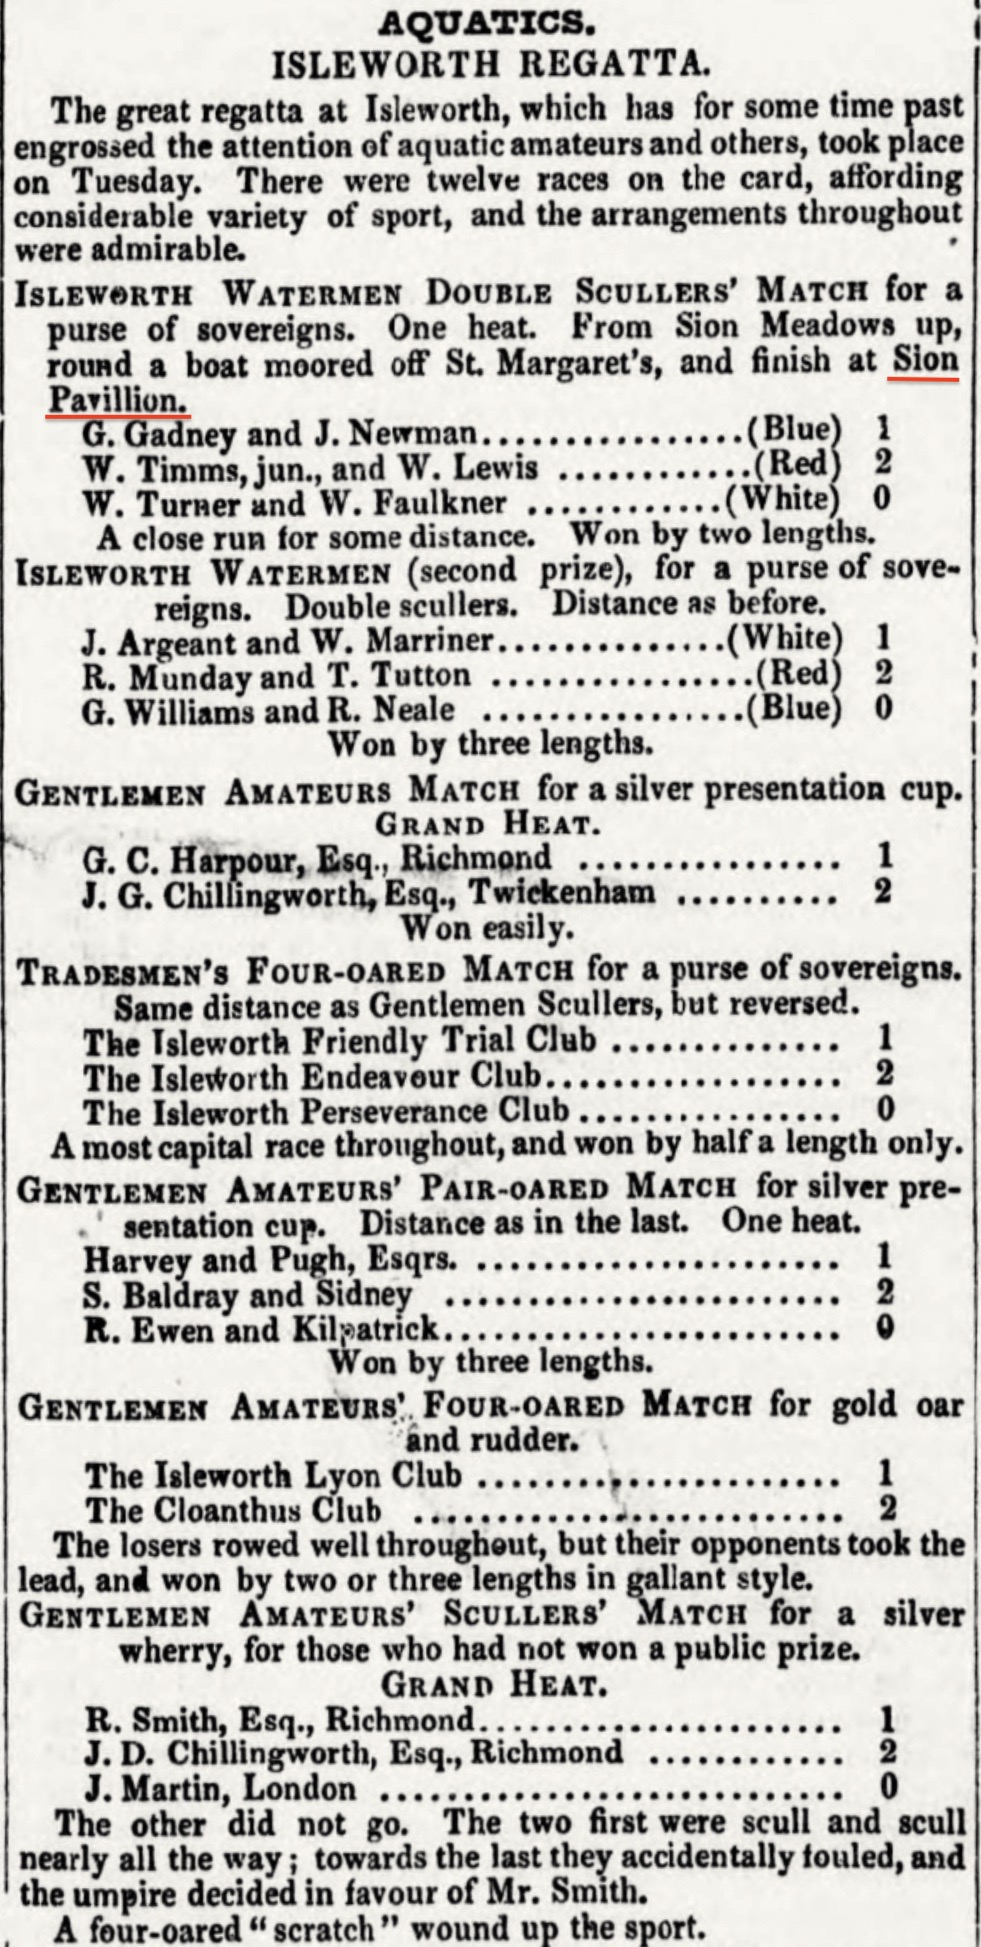 AQUATICS.
ISLEWORTH REGATTA.
The great regatta at Isleworth, which has for some time past
engrossed the attention of aquatic amateurs and others, took place
on Tuesday. There were twelve races on the card, affording
considerable variety of sport, and the arrangements throughout
were admirable.
ISLEWORTH WATERMEN DOUBLE SCULLERS' MATCH for a
purse of sovereigns. One heat. From Sion Meadows up,
round a boat moored off St. Margaret's, and finish at Sion
Pavillion.
G. Gadney and J. Newman................(Blue) 1
W. Timms, jun., and W. Lewis ............(Red) 2
W. Turner and W. Faulkner ............(White) 0
A close run for some distance. Won by two lengths.
ISLEWORTH WATERMEN (second prize), for a purse of sove-
reigns. Double scullers. Distance as before.
J. Argeant and W. Marriner..............(White) 1
R. Munday and T. Tutton ................(Red) 2
G. Williams and R. Neale ................(Blue) 0
Won by three lengths.
GENTLEMEN AMATEURS MATCH for a silver presentation cup.
GRAND HEAT.
G. C. Harpour, Esq., Richmond ................ 1
J. G. Chillingworth, Esq., Twickenham .......... 2
Won easily.
TRADESMEN'S FOUR-OARED MATCH for a purse of sovereigns.
Same distance as Gentlemen Scullers, but reversed.
The Isleworth Friendly Trial Club .............. 1
The Isleworth Endeavour Club.................. 2
The Isleworth Perseverance Club ................ 0
A most capital race throughout, and won by half a length only.
GENTLEMEN AMATEURS' PAIR-OARED MATCH for silver pre-
sentation cup. Distance as in the last. One heat.
Harvey and Pugh, Esqrs. ...................... 1
S. Baldray and Sidney ........................ 2
R. Ewen and Kilpatrick........................ 0
Won by three lengths.
GENTLEMEN AMATEURS' FOUR-OARED MATCH for gold oar
and rudder.
The Isleworth Lyon Club ...................... 1
The Cloanthus Club .......................... 2
The losers rowed well throughout, but their opponents took the
lead, and won by two or three lengths in gallant style.
GENTLEMEN AMATEURS' SCULLERS' MATCH for a silver
wherry, for those who had not won a public prize.
GRAND HEAT.
R. Smith, Esq., Richmond...................... 1
J. D. Chillingworth, Esq., Richmond ............ 2
J. Martin, London ............................ 0
The other did not go. The two first were scull and scull
nearly all the way; towards the last they accidentally fouled, and
the umpire decided in favour of Mr. Smith.
A four-oared "scratch" wound up the sport.